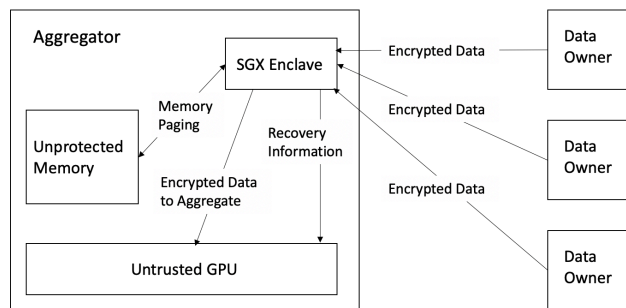 Aggregator
SGX Enclave
Encrypted Data
Data
Owner
Memory
Paging
Unprotected
Memory
Recovery
Information
Encrypted Data
Data
Owner
Encrypted Data
to Aggregate
Encrypted Data
Untrusted GPU
Data
Owner